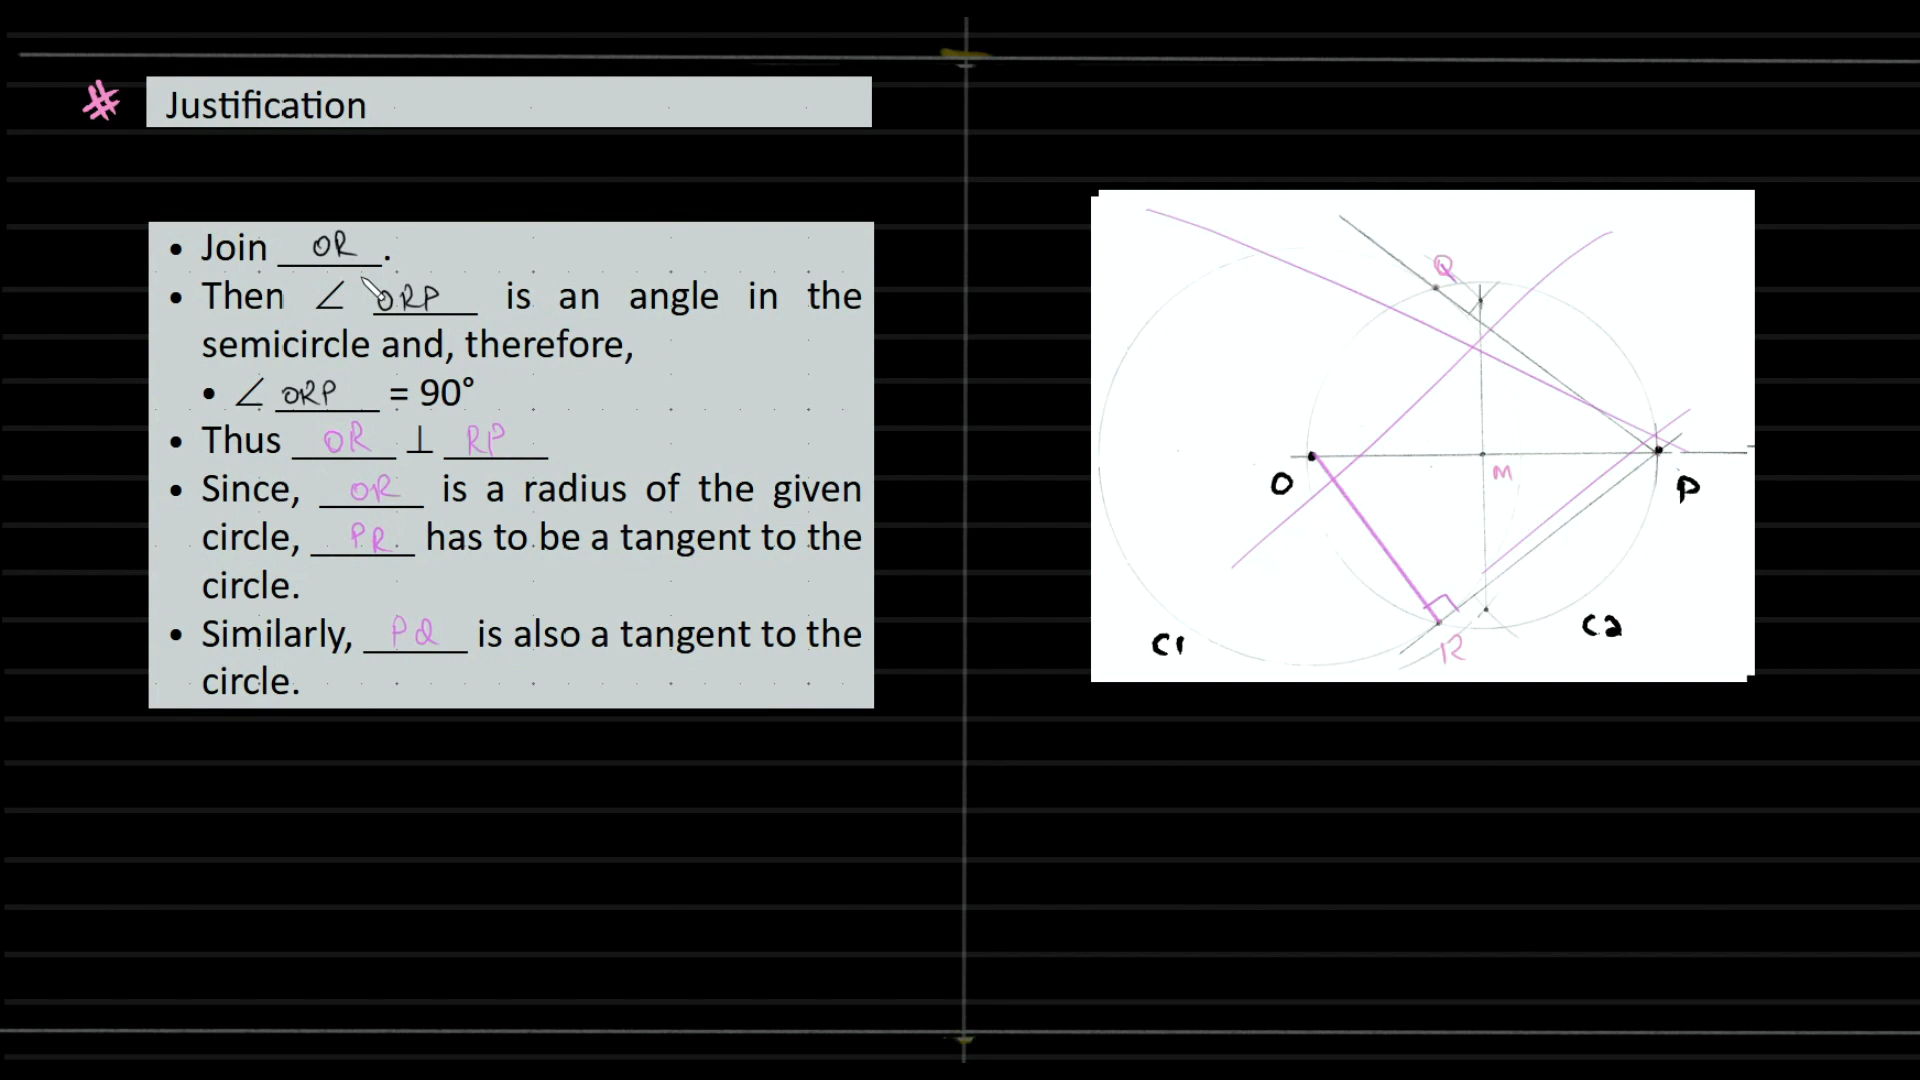 # Justification
• Join OR.
• Then ∠ ORP is an angle in the
semicircle and, therefore,
• ∠ ORP = 90°
• Thus OR ⊥ RP
• Since, OR is a radius of the given
circle, PR has to be a tangent to the
circle.
• Similarly, PQ is also a tangent to the
circle.
Q
O
M
P
C1
R
C2